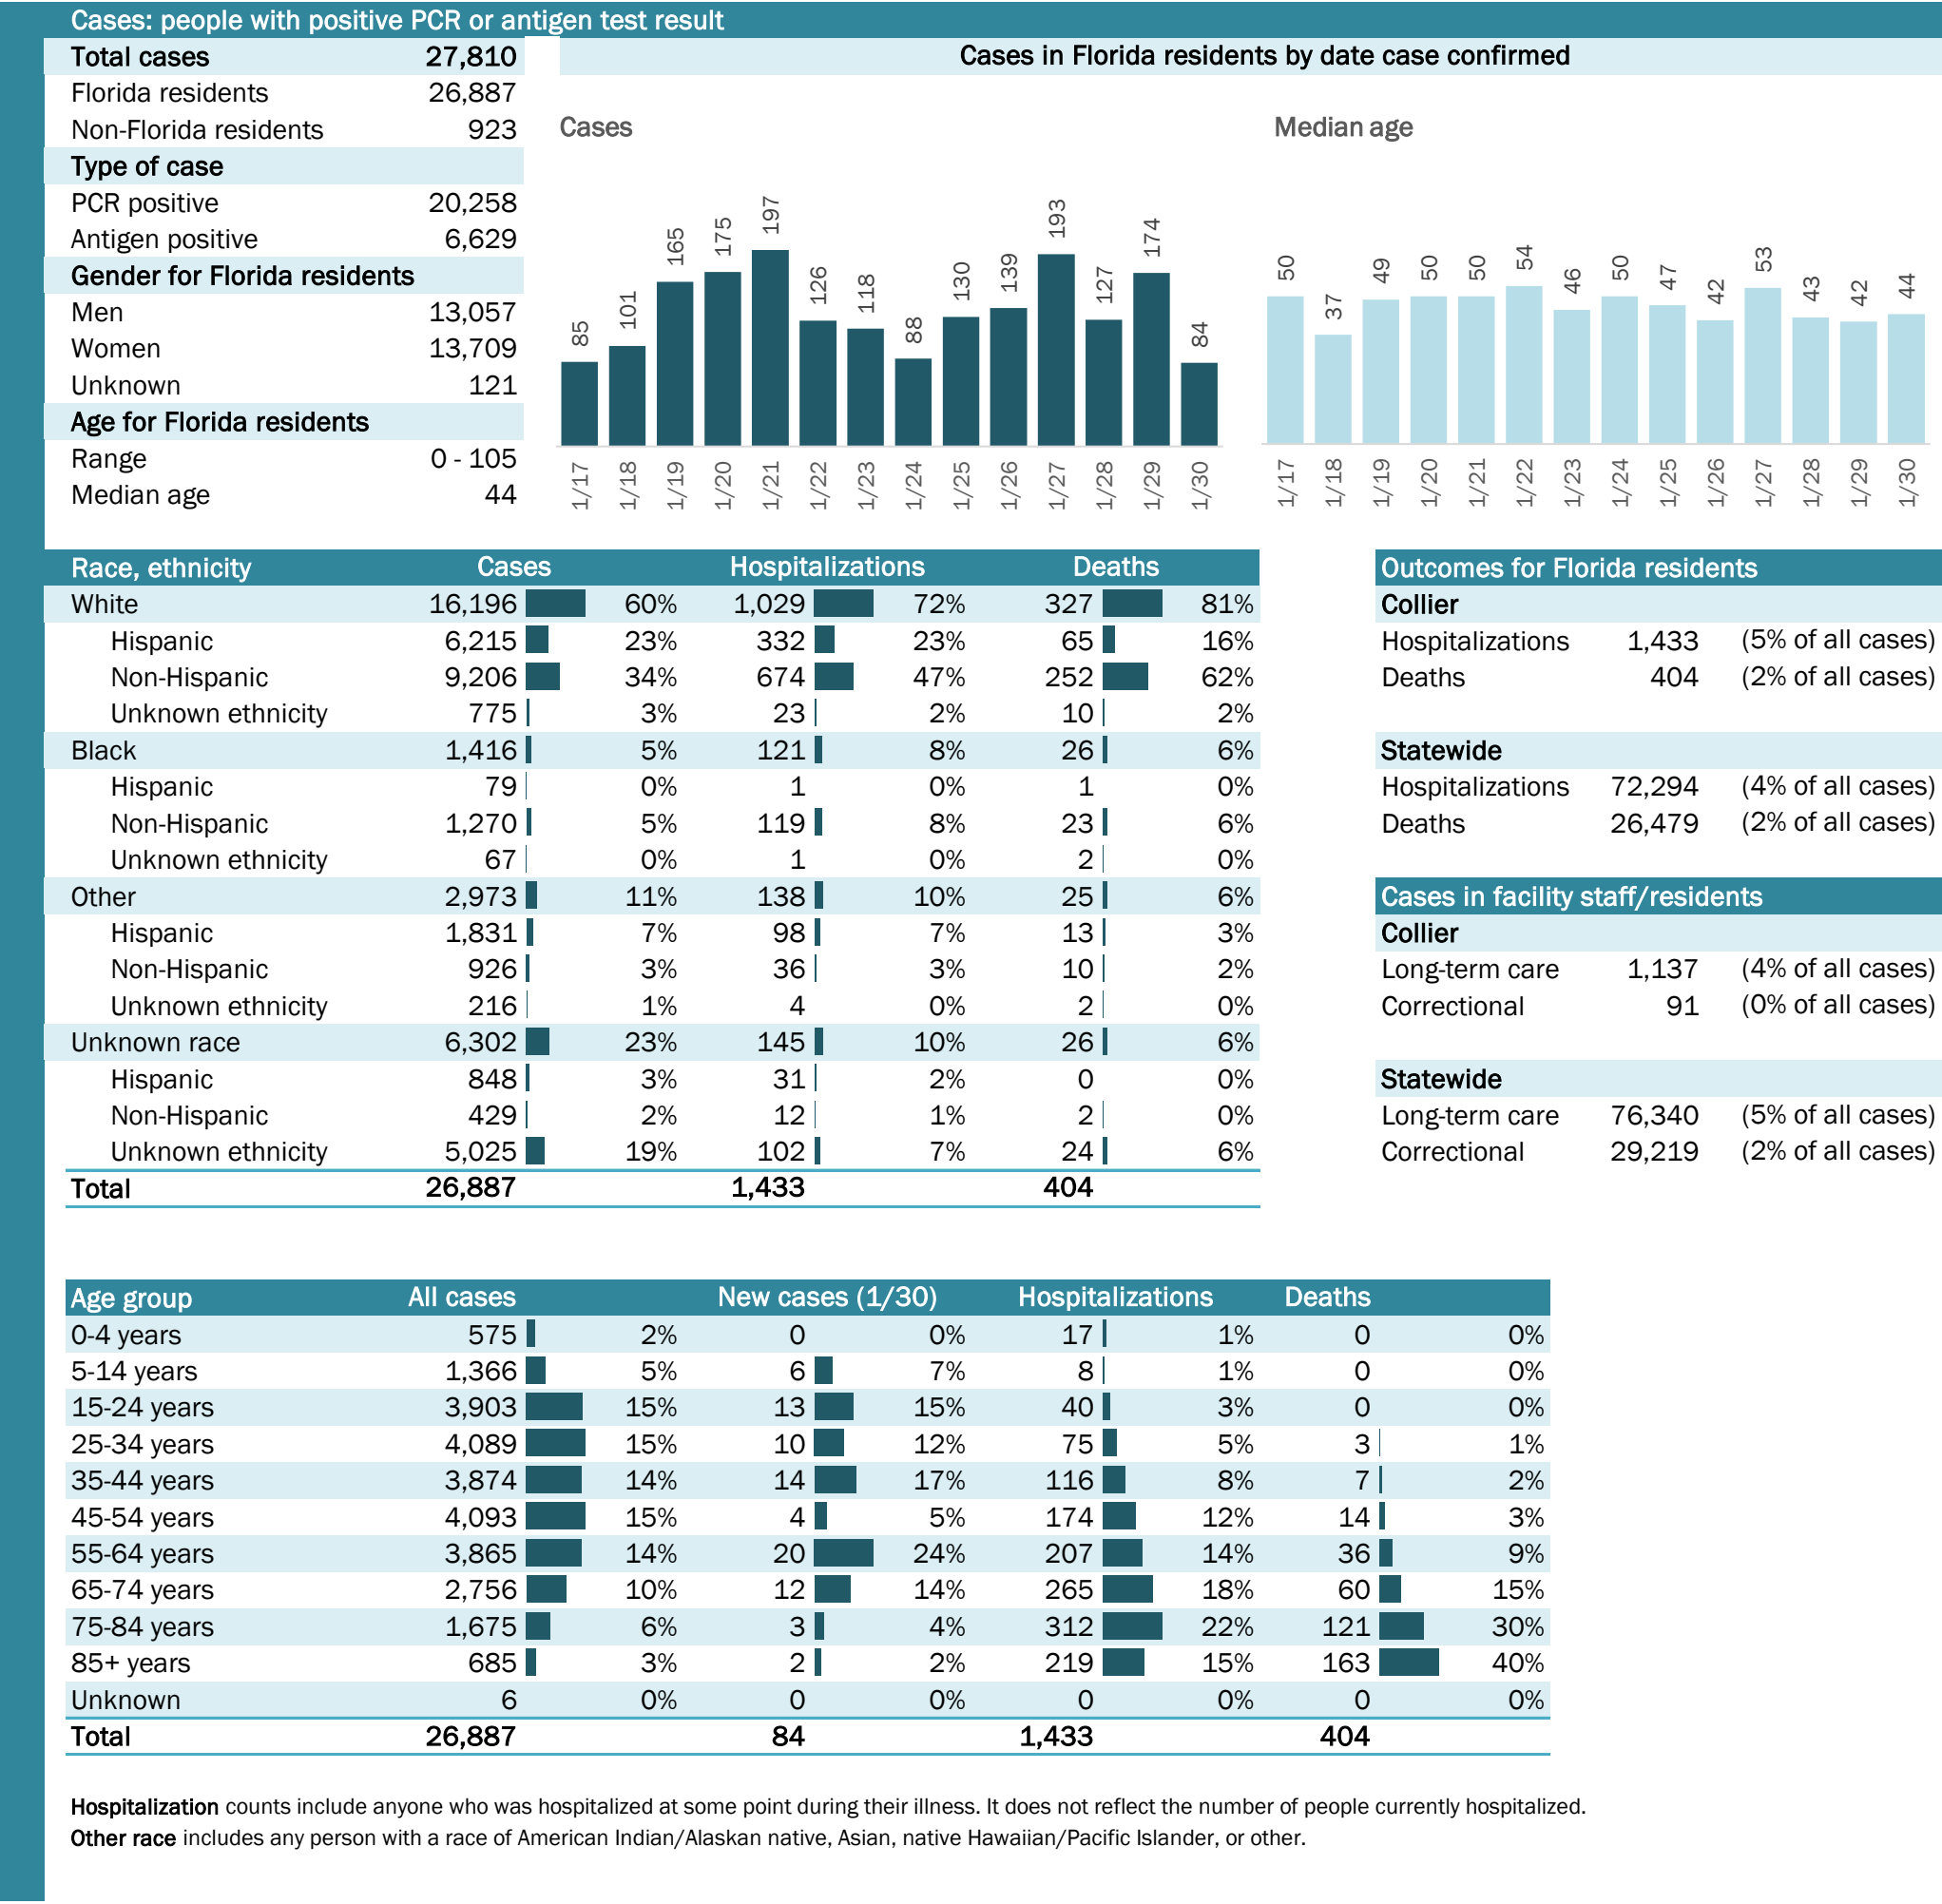 Cases: people with positive PCR or antigen test result
Total cases 27,810
Florida residents 26,887
Non-Florida residents 923
Type of case
PCR positive 20,258
Antigen positive 6,629
Gender for Florida residents
Men 13,057
Women 13,709
Unknown 121
Age for Florida residents
Range 0 - 105
Median age 44
Cases in Florida residents by date case confirmed
Cases
85 101 165 175 197 126 118 88 130 139 193 127 174 84
1/17 1/18 1/19 1/20 1/21 1/22 1/23 1/24 1/25 1/26 1/27 1/28 1/29 1/30
Median age
50 37 49 50 50 54 46 50 47 42 53 43 42 44
1/17 1/18 1/19 1/20 1/21 1/22 1/23 1/24 1/25 1/26 1/27 1/28 1/29 1/30
Race, ethnicity Cases Hospitalizations Deaths
White 16,196 60% 1,029 72% 327 81%
Hispanic 6,215 23% 332 23% 65 16%
Non-Hispanic 9,206 34% 674 47% 252 62%
Unknown ethnicity 775 3% 23 2% 10 2%
Black 1,416 5% 121 8% 26 6%
Hispanic 79 0% 1 0% 1 0%
Non-Hispanic 1,270 5% 119 8% 23 6%
Unknown ethnicity 67 0% 1 0% 2 0%
Other 2,973 11% 138 10% 25 6%
Hispanic 1,831 7% 98 7% 13 3%
Non-Hispanic 926 3% 36 3% 10 2%
Unknown ethnicity 216 1% 4 0% 2 0%
Unknown race 6,302 23% 145 10% 26 6%
Hispanic 848 3% 31 2% 0 0%
Non-Hispanic 429 2% 12 1% 2 0%
Unknown ethnicity 5,025 19% 102 7% 24 6%
Total 26,887 1,433 404
Outcomes for Florida residents
Collier
Hospitalizations 1,433 (5% of all cases)
Deaths 404 (2% of all cases)
Statewide
Hospitalizations 72,294 (4% of all cases)
Deaths 26,479 (2% of all cases)
Cases in facility staff/residents
Collier
Long-term care 1,137 (4% of all cases)
Correctional 91 (0% of all cases)
Statewide
Long-term care 76,340 (5% of all cases)
Correctional 29,219 (2% of all cases)
Age group All cases New cases (1/30) Hospitalizations Deaths
0-4 years 575 2% 0 0% 17 1% 0 0%
5-14 years 1,366 5% 6 7% 8 1% 0 0%
15-24 years 3,903 15% 13 15% 40 3% 0 0%
25-34 years 4,089 15% 10 12% 75 5% 3 1%
35-44 years 3,874 14% 14 17% 116 8% 7 2%
45-54 years 4,093 15% 4 5% 174 12% 14 3%
55-64 years 3,865 14% 20 24% 207 14% 36 9%
65-74 years 2,756 10% 12 14% 265 18% 60 15%
75-84 years 1,675 6% 3 4% 312 22% 121 30%
85+ years 685 3% 2 2% 219 15% 163 40%
Unknown 6 0% 0 0% 0 0% 0 0%
Total 26,887 84 1,433 404
Hospitalization counts include anyone who was hospitalized at some point during their illness. It does not reflect the number of people currently hospitalized.
Other race includes any person with a race of American Indian/Alaskan native, Asian, native Hawaiian/Pacific Islander, or other.